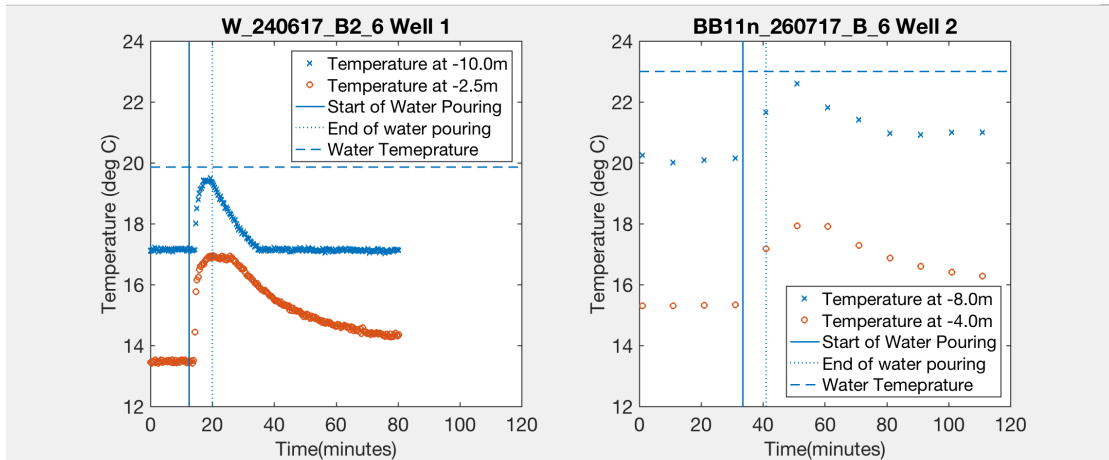 W_240617_B2_6 Well 1
24
22
20
18
16
14
12
Temperature (deg C)
Temperature at -10.0m
Temperature at -2.5m
Start of Water Pouring
End of water pouring
Water Temeprature
0 20 40 60 80 100 120
Time(minutes)
BB11n_260717_B_6 Well 2
24
22
20
18
16
14
12
Temperature (deg C)
Temperature at -8.0m
Temperature at -4.0m
Start of Water Pouring
End of water pouring
Water Temeprature
0 20 40 60 80 100 120
Time(minutes)